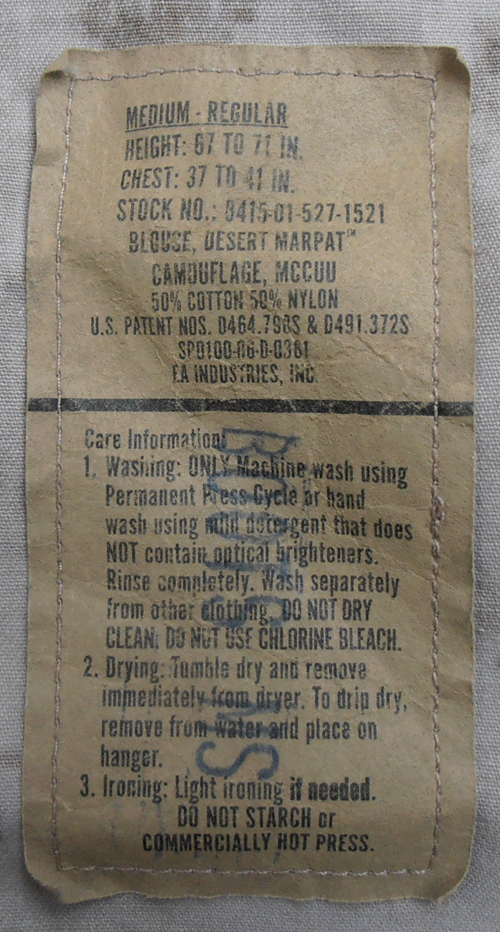 MEDIUM - REGULAR
HEIGHT: 67 TO 71 IN.
CHEST: 37 TO 41 IN.
STOCK NO.: 8415-01-527-1521
BLOUSE, DESERT MARPAT™
CAMOUFLAGE, MCCUU
50% COTTON 50% NYLON
U.S. PATENT NOS. D464.798S & D491.372S
SP0100-06-D-0381
EA INDUSTRIES, INC.
Care Information:
1. Washing: ONLY Machine wash using
Permanent Press Cycle or hand
wash using mild detergent that does
NOT contain optical brighteners.
Rinse completely. Wash separately
from other clothing. DO NOT DRY
CLEAN. DO NOT USE CHLORINE BLEACH.
2. Drying: Tumble dry and remove
immediately from dryer. To drip dry,
remove from water and place on
hanger.
3. Ironing: Light ironing if needed.
DO NOT STARCH or
COMMERCIALLY HOT PRESS.